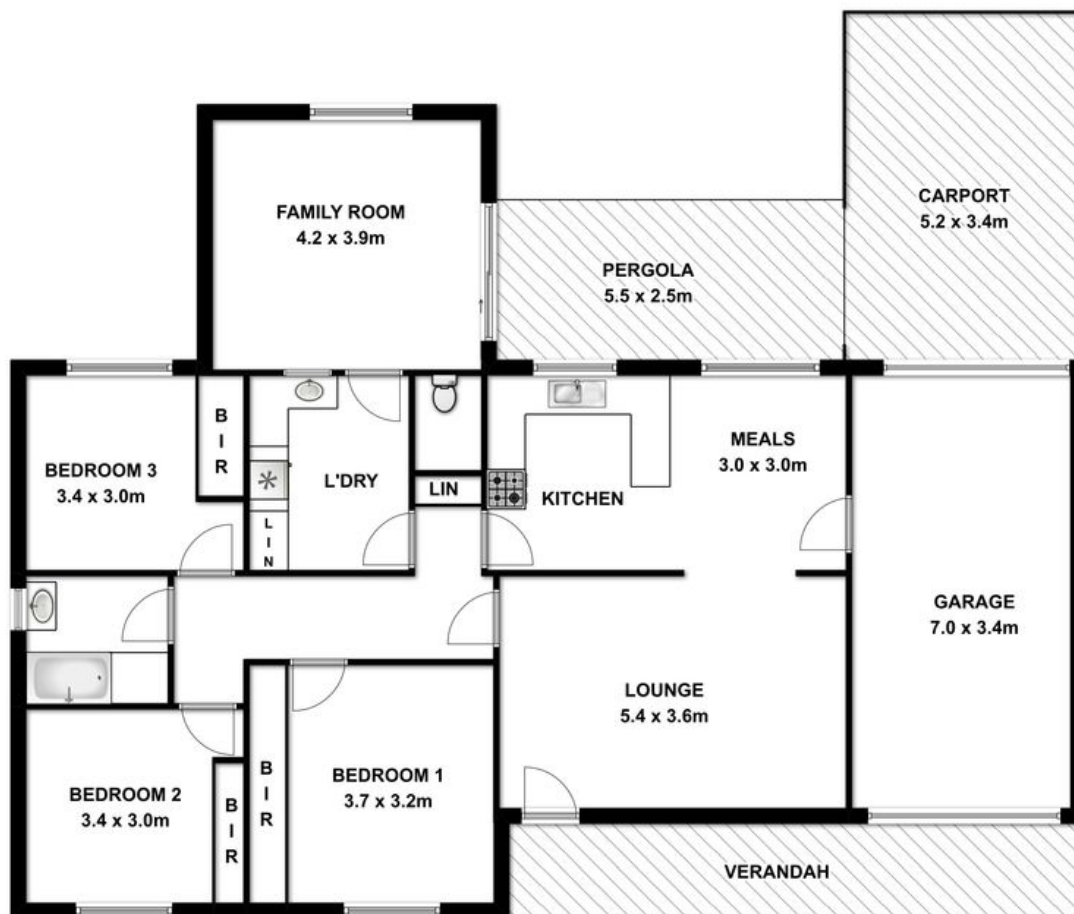 CARPORT
5.2 x 3.4m
FAMILY ROOM
4.2 x 3.9m
PERGOLA
5.5 x 2.5m
BEDROOM 3
3.4 x 3.0m
B
I
R
L'DRY
L
I
N
LIN
KITCHEN
MEALS
3.0 x 3.0m
GARAGE
7.0 x 3.4m
LOUNGE
5.4 x 3.6m
BEDROOM 2
3.4 x 3.0m
B
I
R
B
I
R
BEDROOM 1
3.7 x 3.2m
VERANDAH